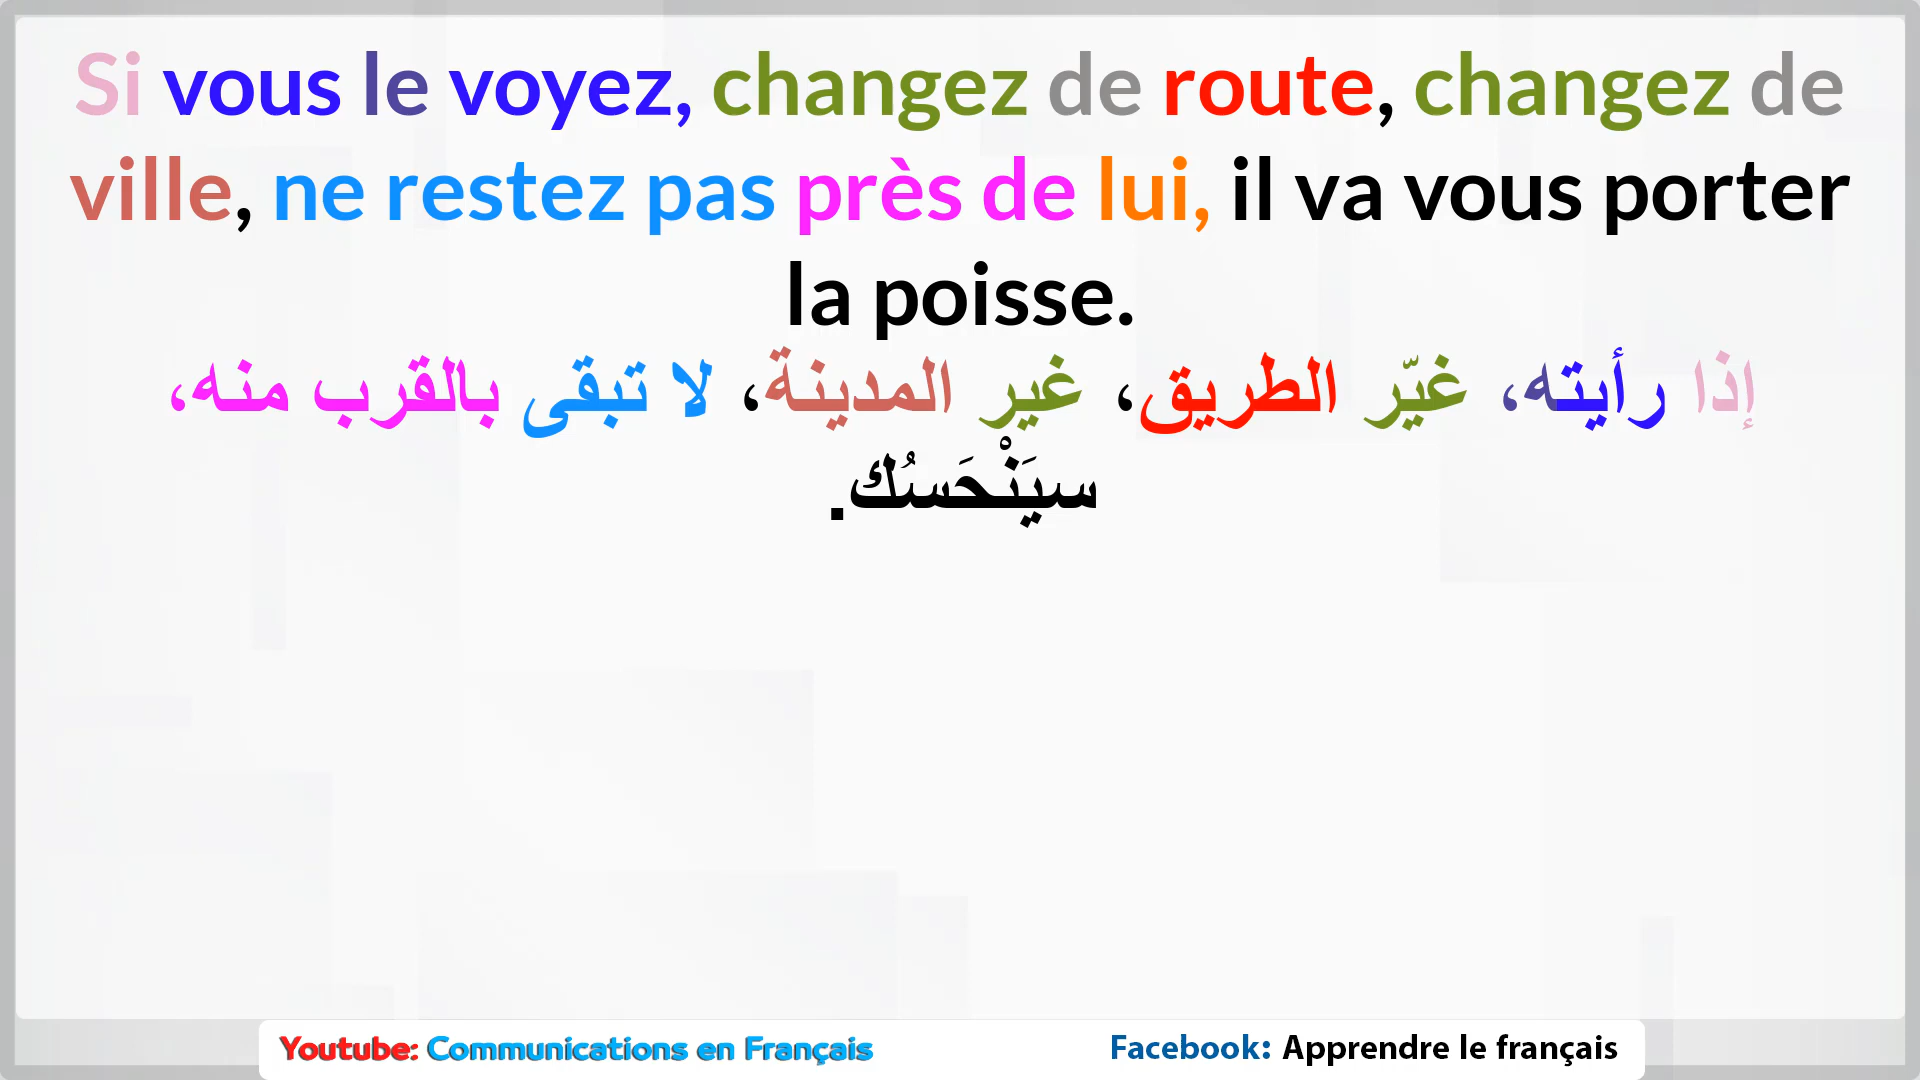 Si vous le voyez, changez de route, changez de
ville, ne restez pas près de lui, il va vous porter
la poisse.
إذا رأيته، غيّر الطريق، غير المدينة، لا تبقى بالقرب منه،
سيَنْحَسُك.
Youtube: Communications en Français
Facebook: Apprendre le français